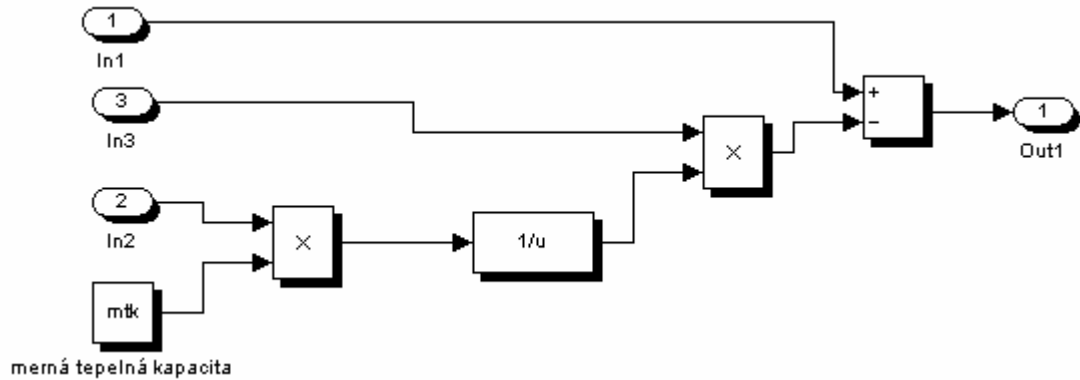 1
In1
3
In3
2
In2
×
mtk
merná tepelná kapacita
1/u
×
+
−
1
Out1